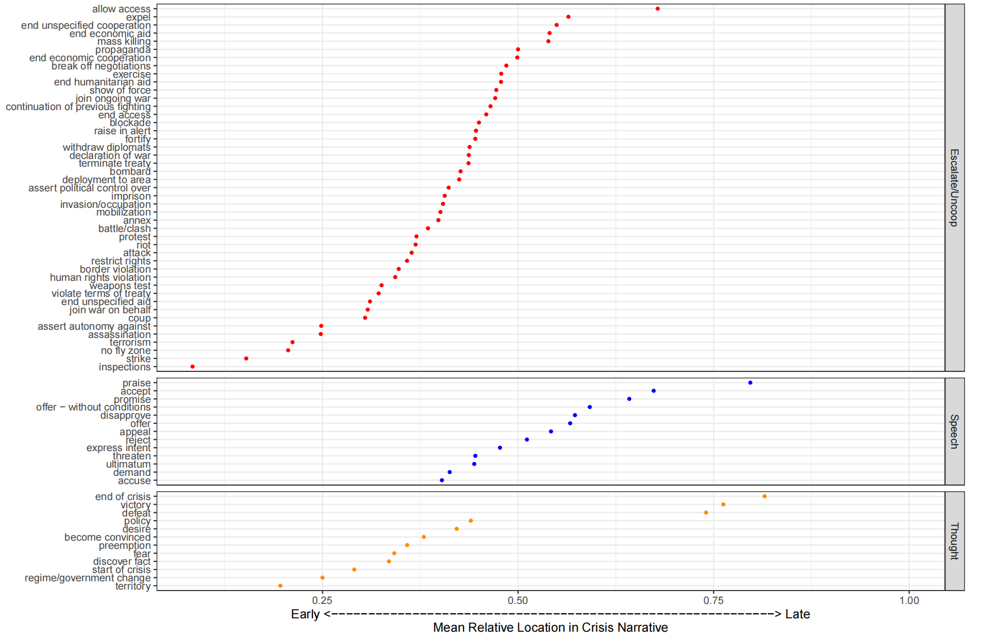 allow access
expel
end unspecified cooperation
end economic aid
mass killing
propaganda
end economic cooperation
break off negotiations
exercise
end humanitarian aid
show of force
join ongoing war
continuation of previous fighting
end access
blockade
raise in alert
fortify
withdraw diplomats
declaration of war
terminate treaty
bombard
deployment to area
assert political control over
imprison
invasion/occupation
mobilization
annex
battle/clash
protest
riot
attack
restrict rights
border violation
human rights violation
weapons test
violate terms of treaty
end unspecified aid
join war on behalf
coup
assert autonomy against
assassination
terrorism
no fly zone
strike
inspections
Escalate/Uncoop
praise
accept
promise
offer − without conditions
disapprove
offer
appeal
reject
express intent
threaten
ultimatum
demand
accuse
Speech
end of crisis
victory
defeat
policy
desire
become convinced
preemption
fear
discover fact
start of crisis
regime/government change
territory
Thought
0.25 0.50 0.75 1.00
Early <−−−−−−−−−−−−−−−−−−−−−−−−−−−−−−−−−−−−−−−−−−−−−−−−−−−−−−−−−−−−> Late
Mean Relative Location in Crisis Narrative